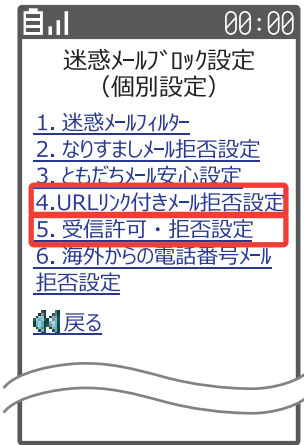 00:00
迷惑ﾒｰﾙﾌﾞﾛｯｸ設定
（個別設定）
1. 迷惑ﾒｰﾙﾌｨﾙﾀｰ
2. なりすましﾒｰﾙ拒否設定
3. ともだちﾒｰﾙ安心設定
4.URLﾘﾝｸ付きﾒｰﾙ拒否設定
5. 受信許可・拒否設定
6. 海外からの電話番号ﾒｰﾙ
拒否設定
戻る